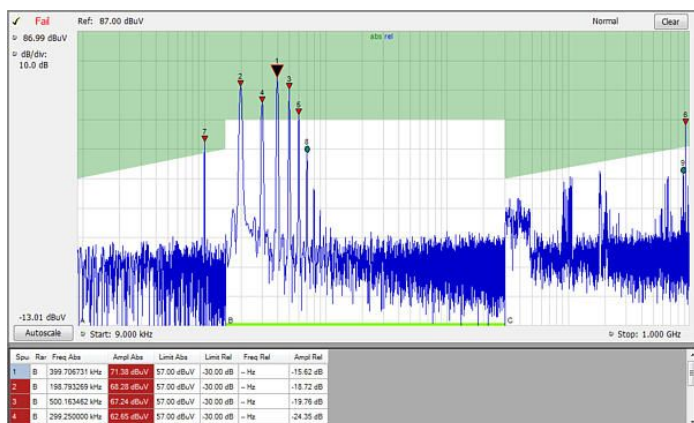 ✓ Fail Ref: 87.00 dBuV Normal Clear
86.99 dBuV
abs rel
dB/div:
10.0 dB
1
2
3
4
5
6
7
8
9
A
B
C
-13.01 dBuV
Autoscale Start: 9.000 kHz Stop: 1.000 GHz
Spu Rar Freq Abs Ampl Abs Limit Abs Limit Rel Freq Rel Ampl Rel
1 B 399.706731 kHz 71.38 dBuV 57.00 dBuV -30.00 dB -- Hz -15.62 dB
2 B 198.793269 kHz 68.28 dBuV 57.00 dBuV -30.00 dB -- Hz -18.72 dB
3 B 500.163462 kHz 67.24 dBuV 57.00 dBuV -30.00 dB -- Hz -19.76 dB
4 B 299.250000 kHz 62.65 dBuV 57.00 dBuV -30.00 dB -- Hz -24.35 dB